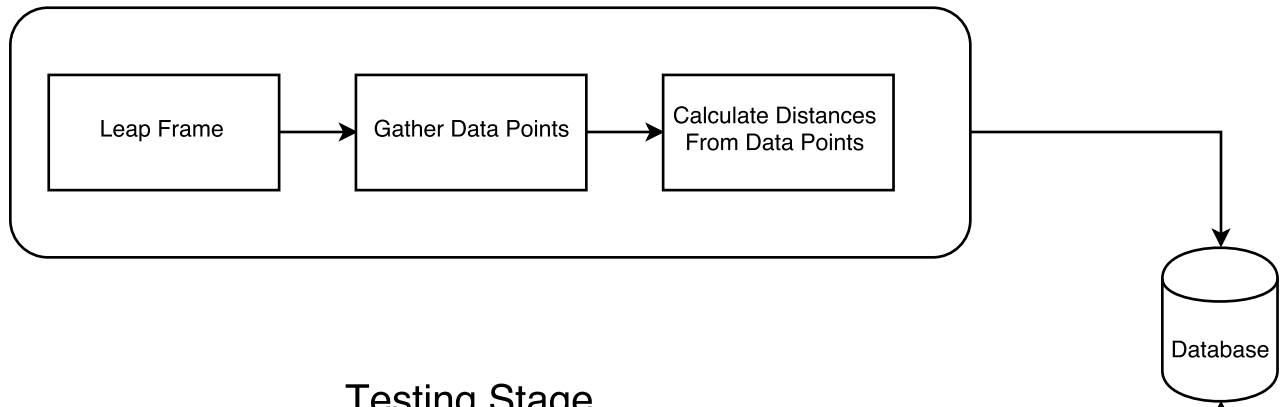 Leap Frame
Gather Data Points
Calculate Distances
From Data Points
Database
Testing Stage